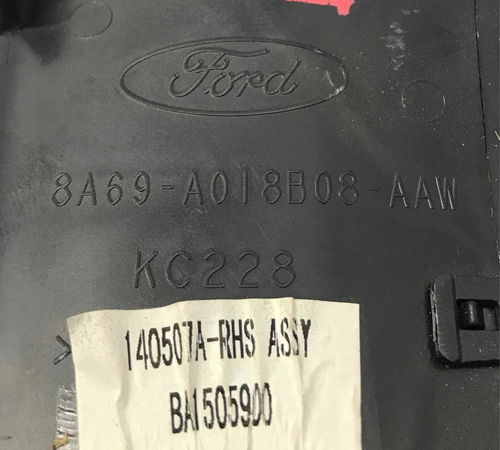 Ford
8A69-A018B08-AAW
KC228
140507A-RHS ASSY
BA1505900